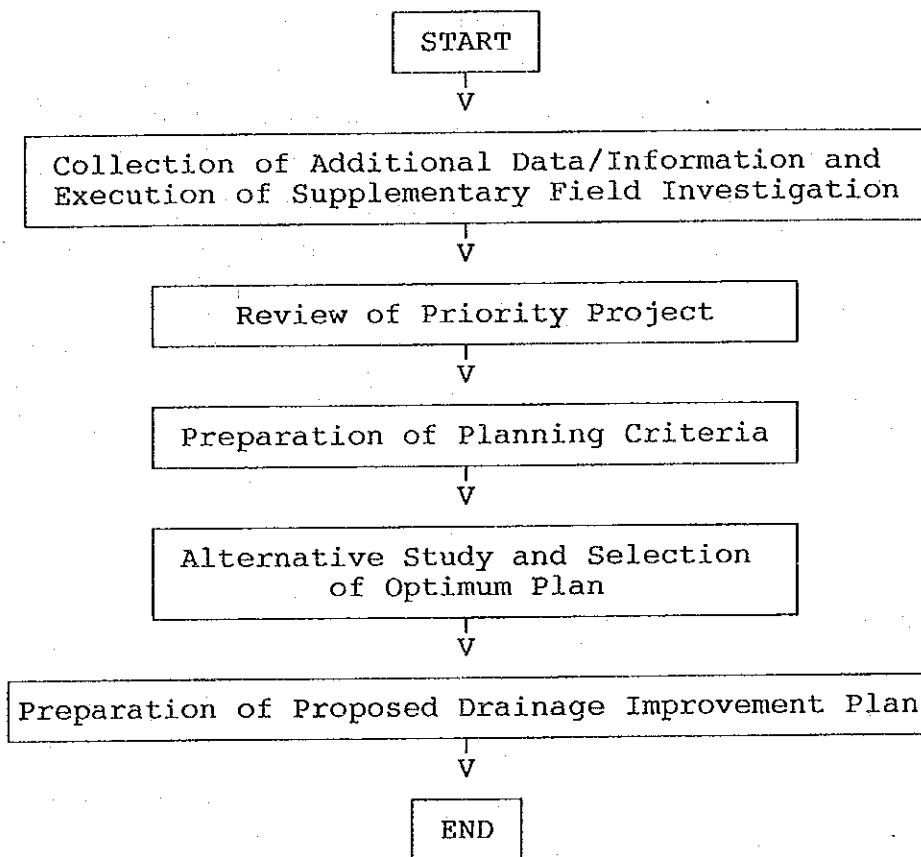 START
V
Collection of Additional Data/Information and
Execution of Supplementary Field Investigation
V
Review of Priority Project
V
Preparation of Planning Criteria
V
Alternative Study and Selection
of Optimum Plan
V
Preparation of Proposed Drainage Improvement Plan
V
END